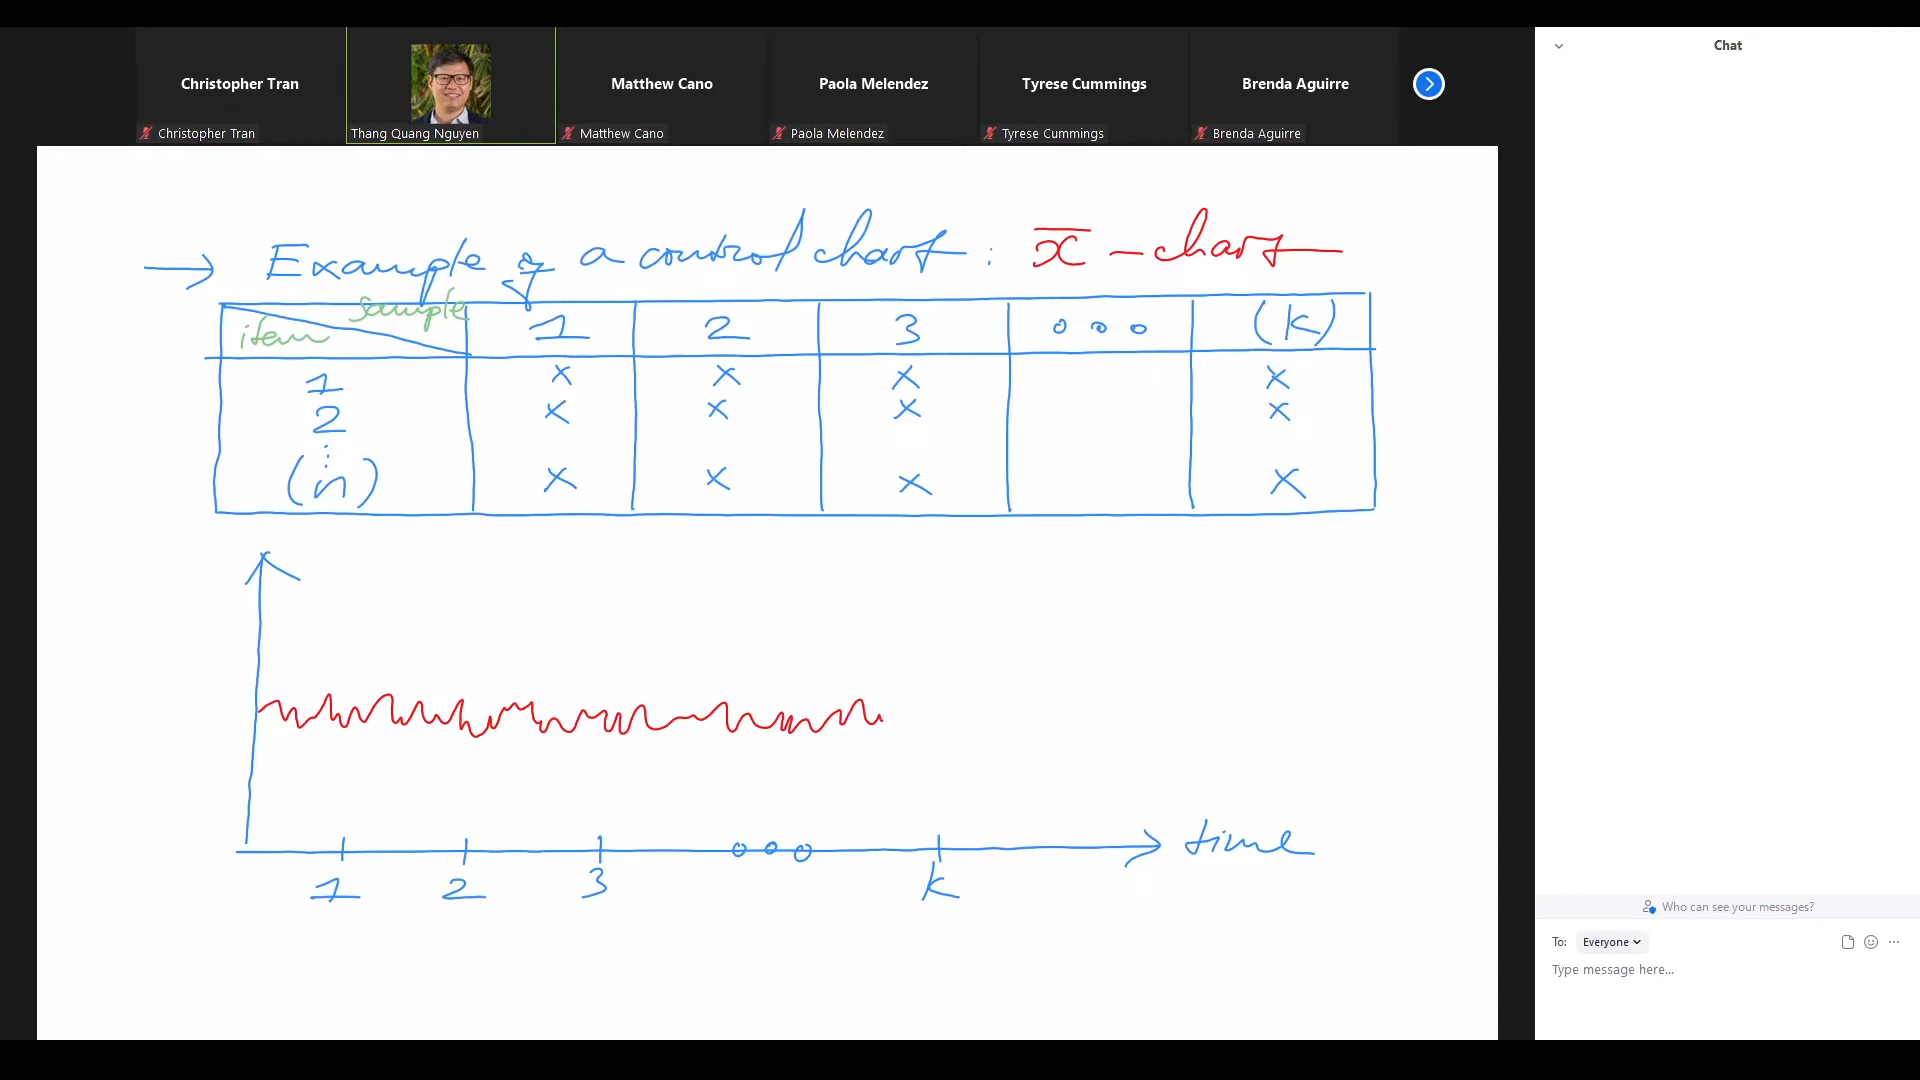 Chat
Christopher Tran
Matthew Cano
Paola Melendez
Tyrese Cummings
Brenda Aguirre
Christopher Tran
Thang Quang Nguyen
Matthew Cano
Paola Melendez
Tyrese Cummings
Brenda Aguirre
→ Example of a control chart: x̄ - chart
sample
item
1 2 3 ooo (k)
1 x x x x
2 x x x x
⋮
(n) x x x x
time
1 2 3 ooo k
Who can see your messages?
To: Everyone
Type message here...